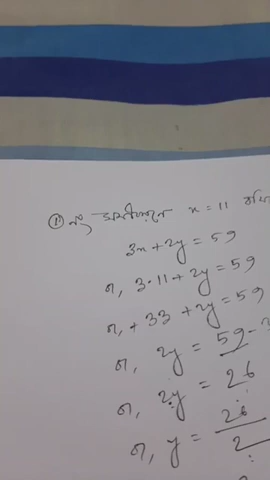 ① নং সমীকরণে x = 11 বসি
3x + 2y = 59
বা, 3·11 + 2y = 59
বা, + 33 + 2y = 59
বা, 2y = 59 - 3
বা, 2y = 26
বা, y = 26/2